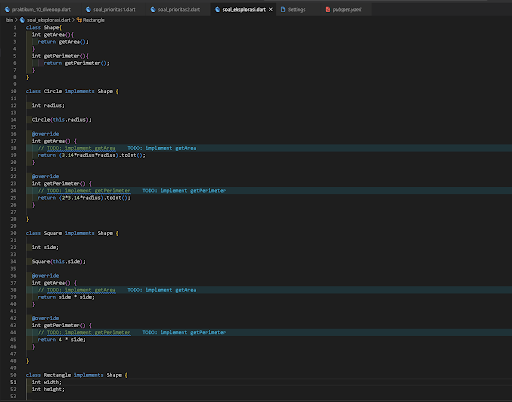 praktikum_10_diweoop.dart soal_prioritas1.dart soal_prioritas2.dart soal_eksplorasi.dart Settings pubspec.yaml
bin > soal_eksplorasi.dart > Rectangle
1 class Shape{
2 int getArea(){
3 return getArea();
4 }
5 int getPerimeter(){
6 return getPerimeter();
7 }
8 }
9
10 class Circle implements Shape {
11
12 int radius;
13
14 Circle(this.radius);
15
16 @override
17 int getArea() {
18 // TODO: implement getArea TODO: implement getArea
19 return (3.14*radius*radius).toInt();
20 }
21
22 @override
23 int getPerimeter() {
24 // TODO: implement getPerimeter TODO: implement getPerimeter
25 return (2*3.14*radius).toInt();
26 }
27
28 }
29
30 class Square implements Shape {
31
32 int side;
33
34 Square(this.side);
35
36 @override
37 int getArea() {
38 // TODO: implement getArea TODO: implement getArea
39 return side * side;
40 }
41
42 @override
43 int getPerimeter() {
44 // TODO: implement getPerimeter TODO: implement getPerimeter
45 return 4 * side;
46 }
47
48 }
49
50 class Rectangle implements Shape {
51 int width;
52 int height;
53